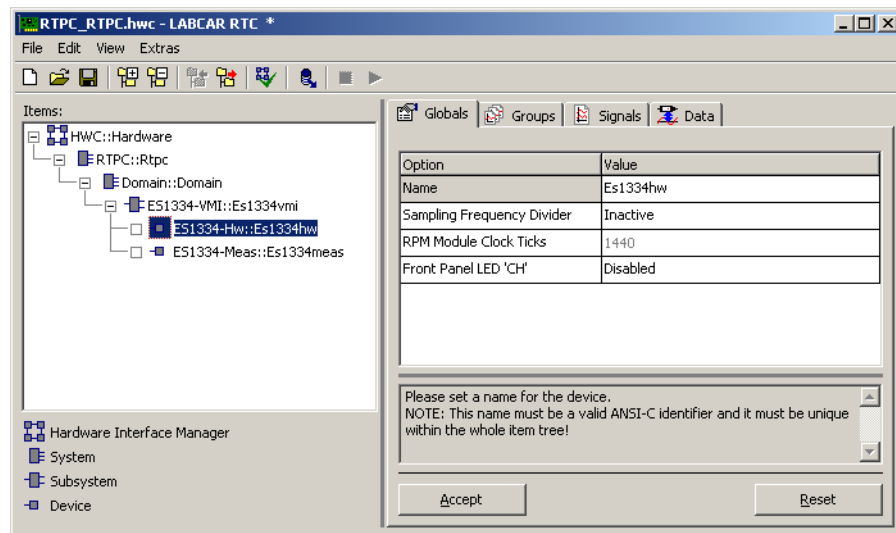 RTPC_RTPC.hwc - LABCAR RTC *
File Edit View Extras
Items:
HWC::Hardware
RTPC::Rtpc
Domain::Domain
ES1334-VMI::Es1334vmi
ES1334-Hw::Es1334hw
ES1334-Meas::Es1334meas
Hardware Interface Manager
System
Subsystem
Device
Globals Groups Signals Data
Option Value
Name Es1334hw
Sampling Frequency Divider Inactive
RPM Module Clock Ticks 1440
Front Panel LED 'CH' Disabled
Please set a name for the device.
NOTE: This name must be a valid ANSI-C identifier and it must be unique
within the whole item tree!
Accept Reset